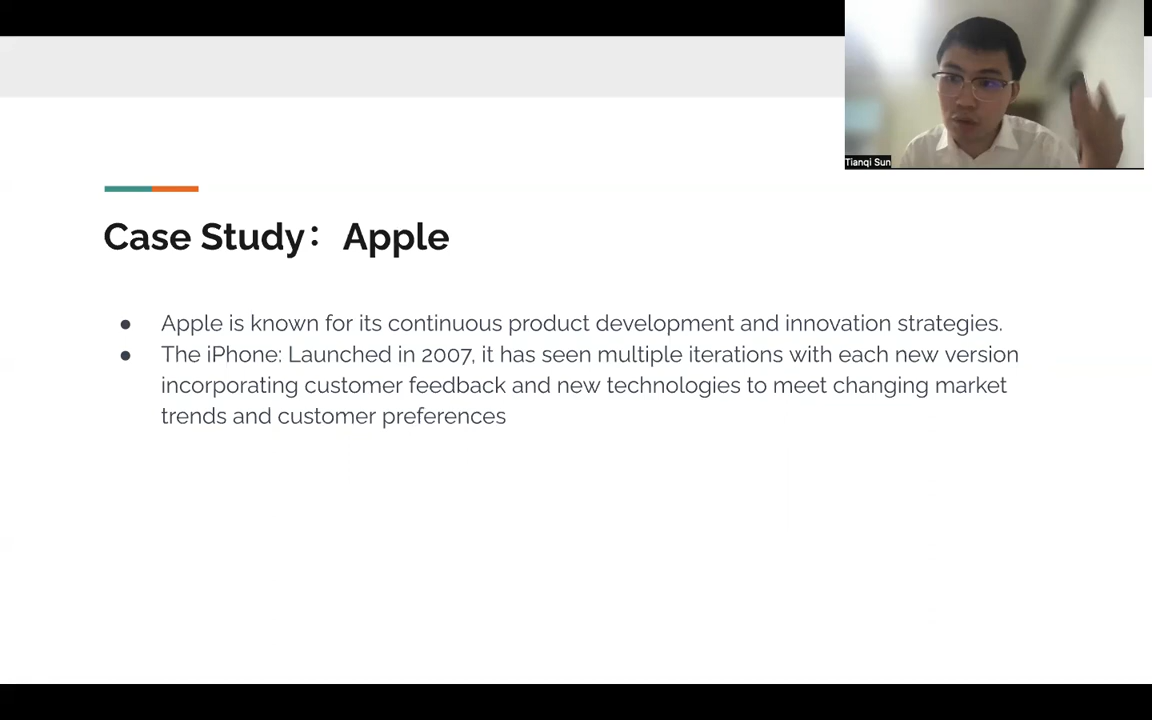 Tianqi Sun
Case Study： Apple
● Apple is known for its continuous product development and innovation strategies.
● The iPhone: Launched in 2007, it has seen multiple iterations with each new version
incorporating customer feedback and new technologies to meet changing market
trends and customer preferences